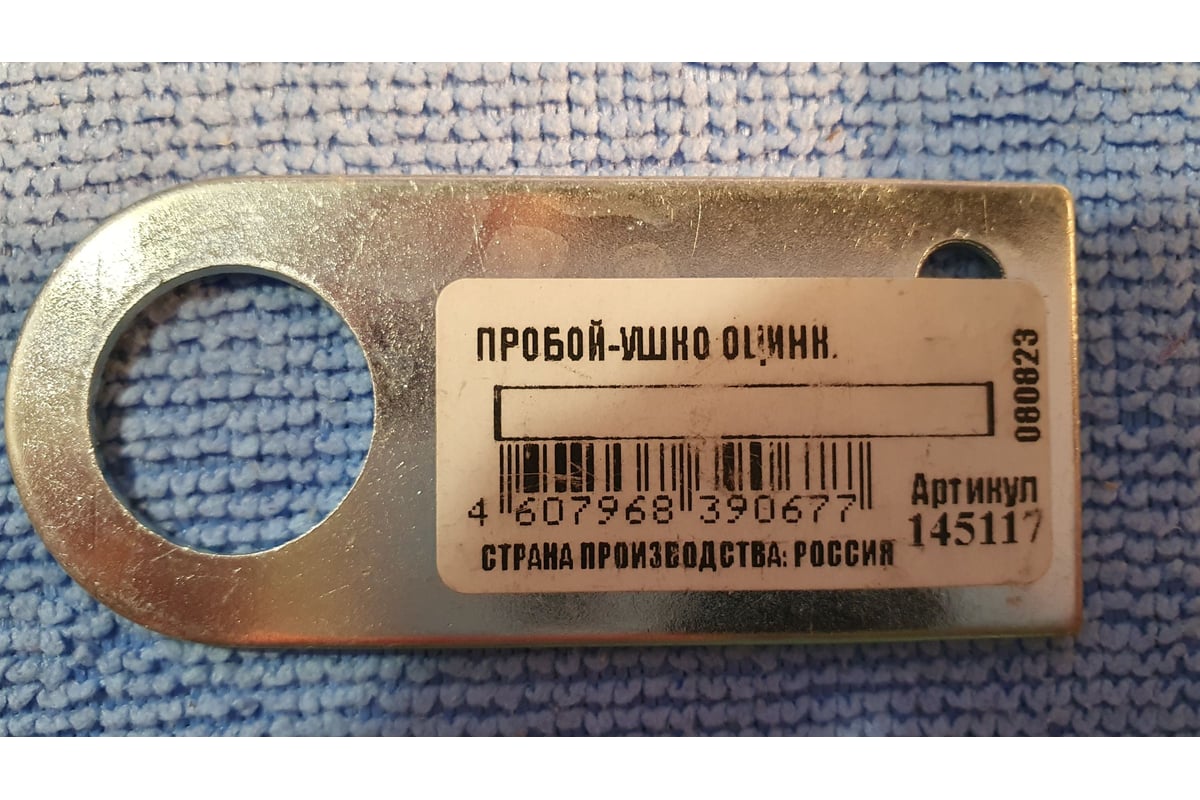 ПРОБОЙ-УШКО ОЦИНК.
080823
4 607968 390677
Артикул
145117
СТРАНА ПРОИЗВОДСТВА: РОССИЯ